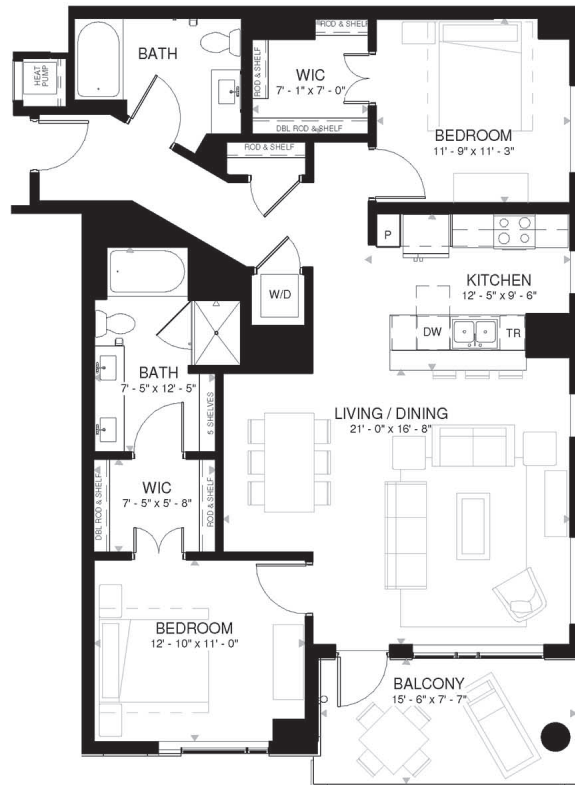 BATH
HEAT
PUMP
ROD & SHELF
ROD & SHELF
WIC
7' - 1" x 7' - 0"
DBL ROD & SHELF
BEDROOM
11' - 9" x 11' - 3"
ROD & SHELF
P
KITCHEN
12' - 5" x 9' - 6"
W/D
DW
TR
BATH
7' - 5" x 12' - 5"
5 SHELVES
LIVING / DINING
21' - 0" x 16' - 8"
WIC
7' - 5" x 5' - 8"
DBL ROD & SHELF
ROD & SHELF
BEDROOM
12' - 10" x 11' - 0"
BALCONY
15' - 6" x 7' - 7"